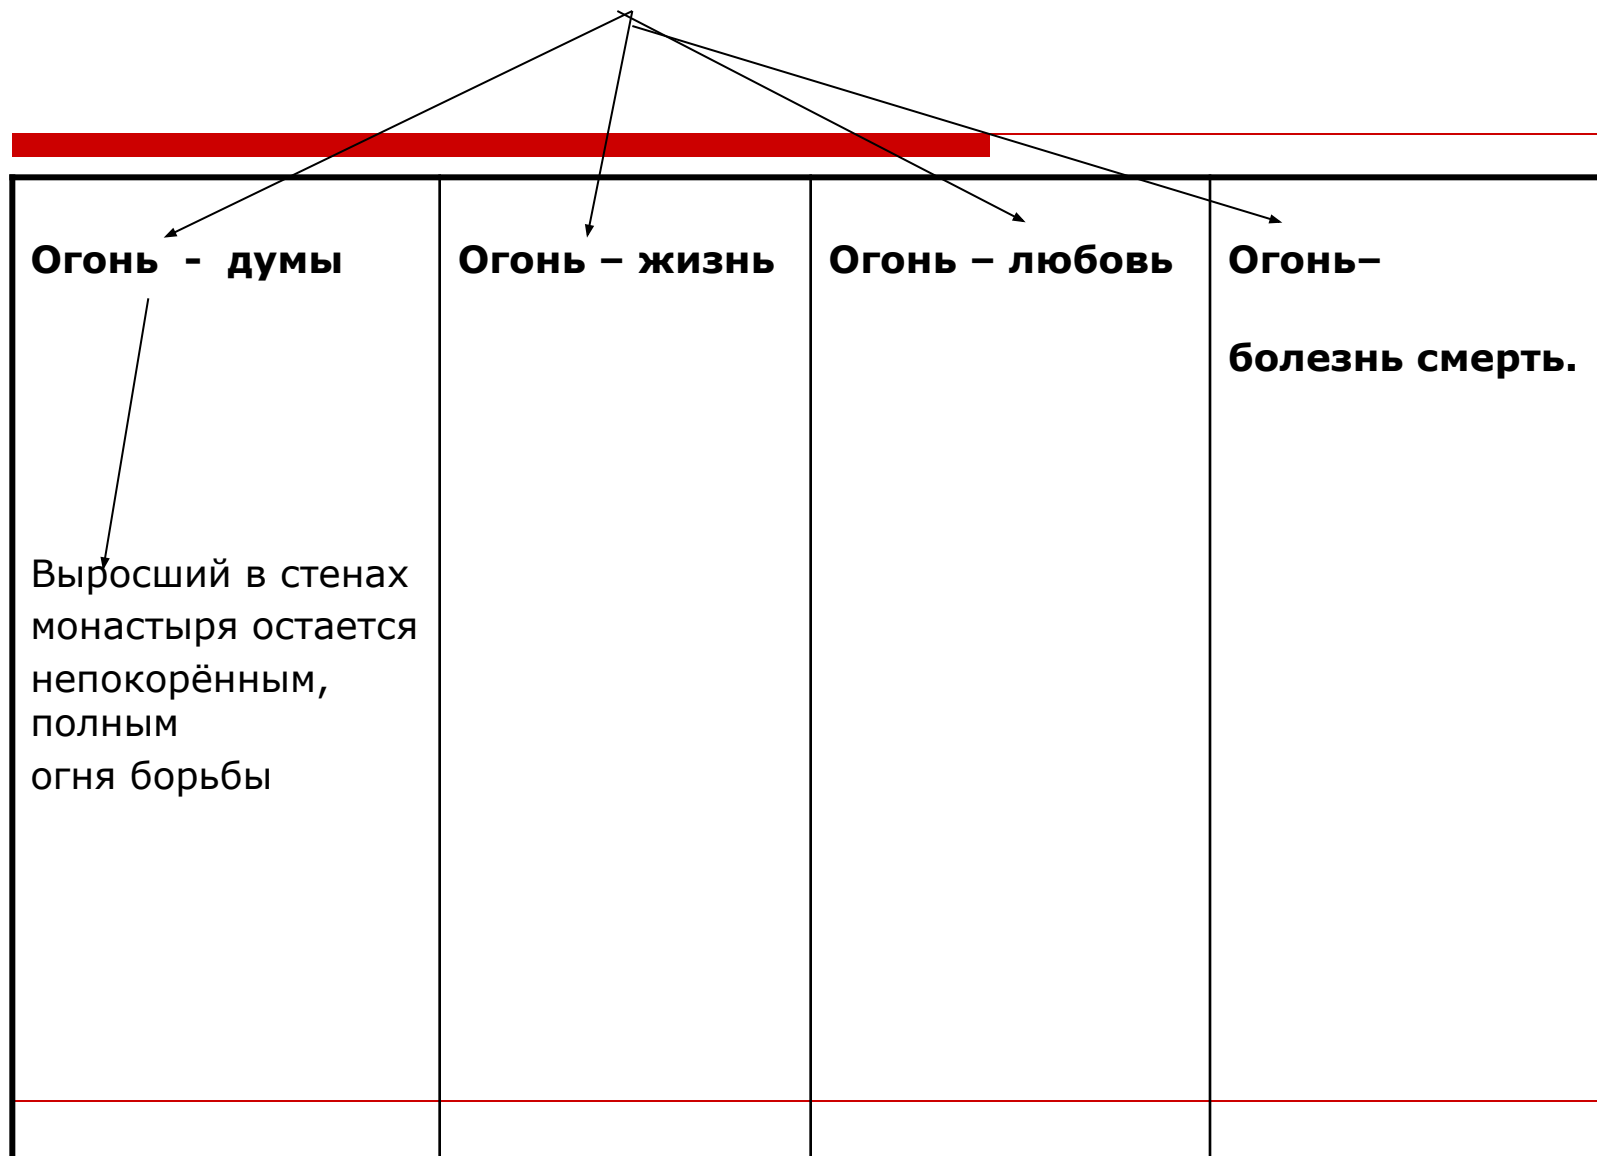 Огонь - думы
Огонь – жизнь
Огонь – любовь
Огонь–
болезнь смерть.
Выросший в стенах
монастыря остается
непокорённым,
полным
огня борьбы